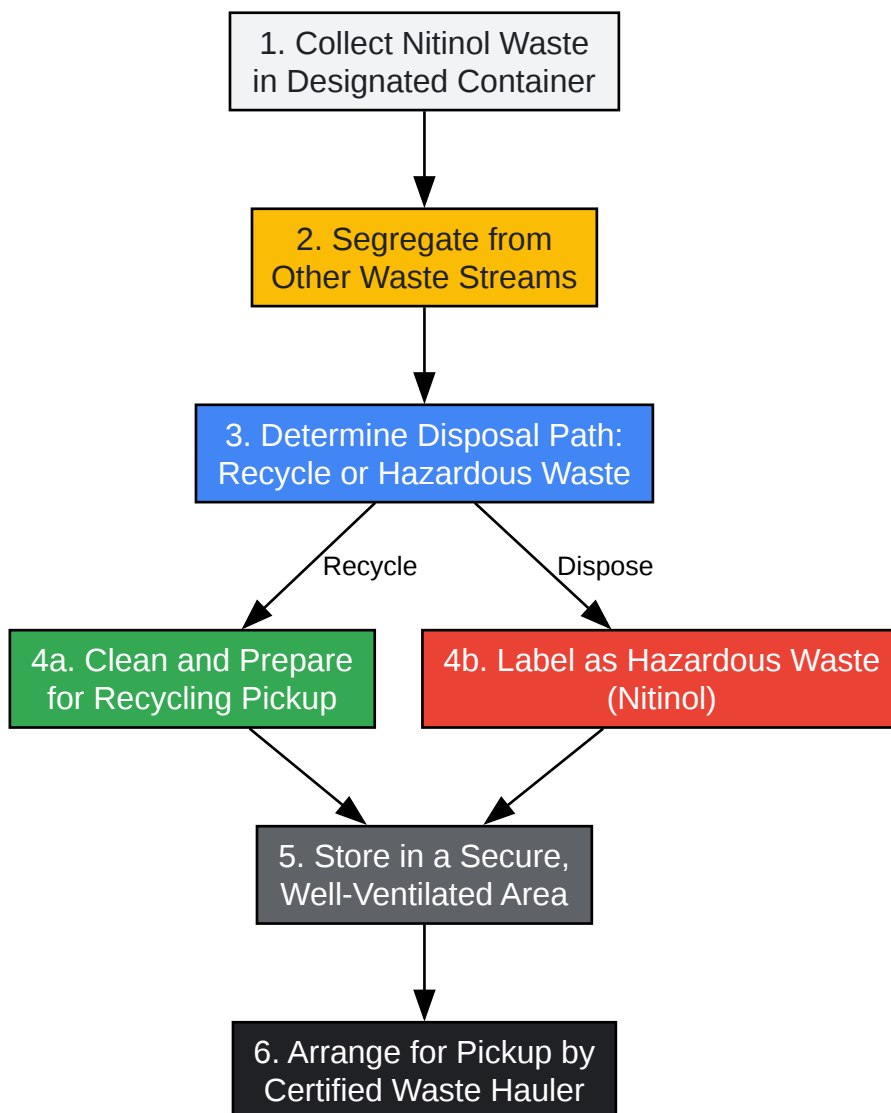 1. Collect Nitinol Waste
in Designated Container
2. Segregate from
Other Waste Streams
3. Determine Disposal Path:
Recycle or Hazardous Waste
Recycle
Dispose
4a. Clean and Prepare
for Recycling Pickup
4b. Label as Hazardous Waste
(Nitinol)
5. Store in a Secure,
Well-Ventilated Area
6. Arrange for Pickup by
Certified Waste Hauler